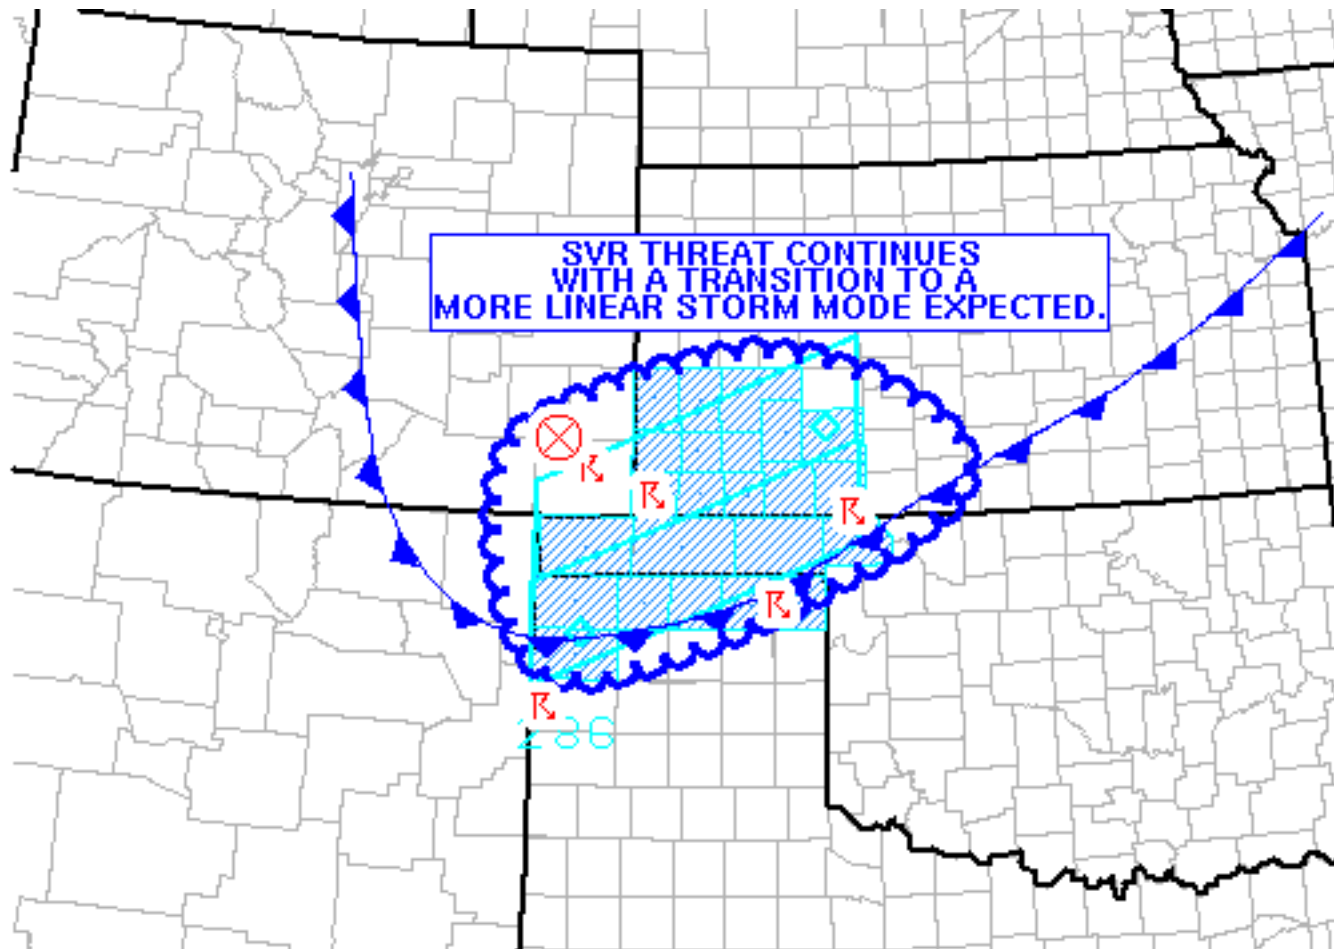 SVR THREAT CONTINUES
WITH A TRANSITION TO A
MORE LINEAR STORM MODE EXPECTED.
286